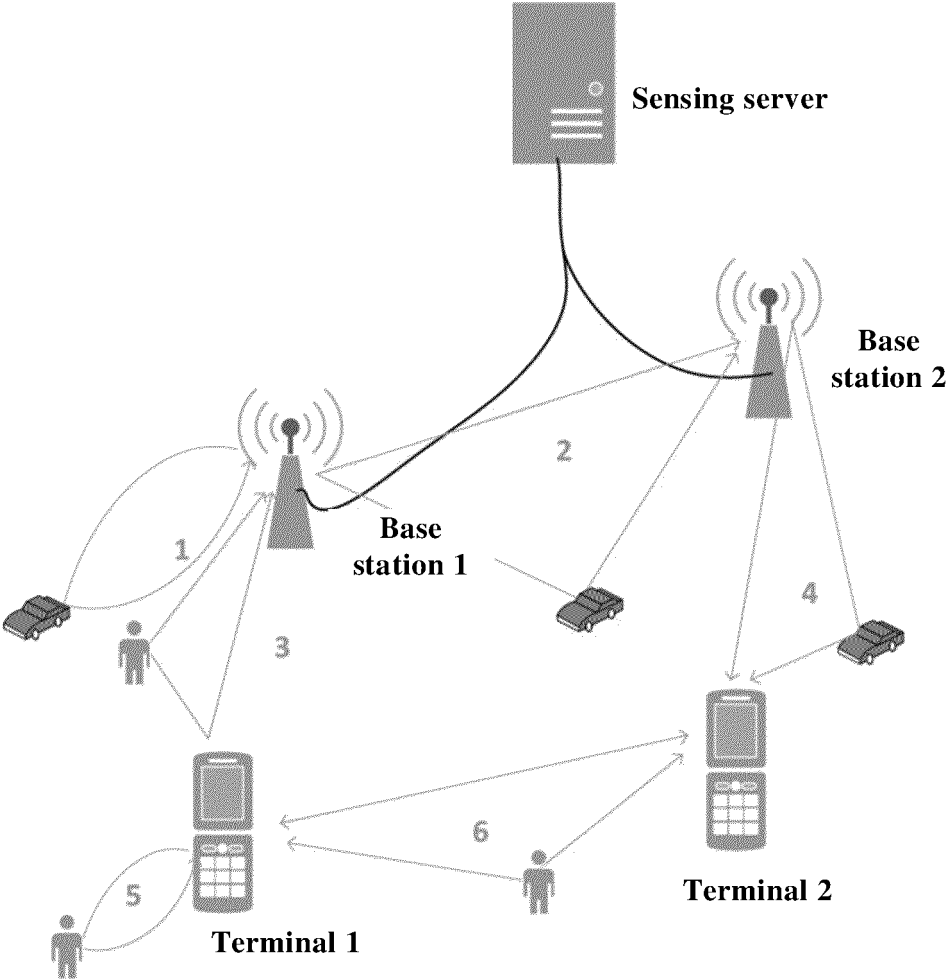 Sensing server
Base
station 2
2
Base
station 1
1
4
3
6
5
Terminal 2
Terminal 1